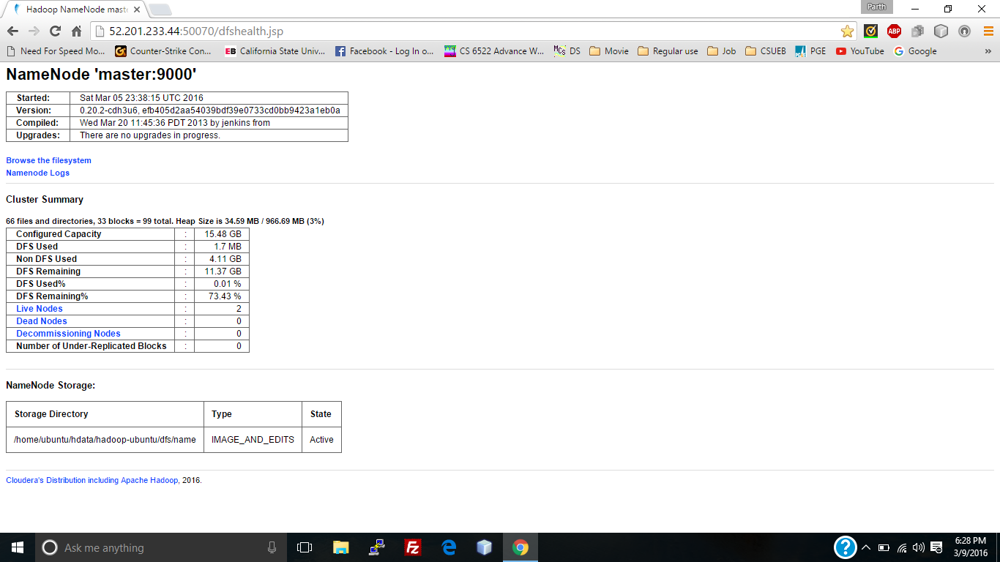 Hadoop NameNode maste
Parth
52.201.233.44:50070/dfshealth.jsp
ABP
Need For Speed Mo... Counter-Strike Con... EB California State Univ... Facebook - Log In o... CS 6522 Advance W... MCS DS Movie Regular use Job CSUEB PGE YouTube Google »
NameNode 'master:9000'
Started: Sat Mar 05 23:38:15 UTC 2016
Version: 0.20.2-cdh3u6, efb405d2aa54039bdf39e0733cd0bb9423a1eb0a
Compiled: Wed Mar 20 11:45:36 PDT 2013 by jenkins from
Upgrades: There are no upgrades in progress.
Browse the filesystem
Namenode Logs
Cluster Summary
66 files and directories, 33 blocks = 99 total. Heap Size is 34.59 MB / 966.69 MB (3%)
Configured Capacity : 15.48 GB
DFS Used : 1.7 MB
Non DFS Used : 4.11 GB
DFS Remaining : 11.37 GB
DFS Used% : 0.01 %
DFS Remaining% : 73.43 %
Live Nodes : 2
Dead Nodes : 0
Decommissioning Nodes : 0
Number of Under-Replicated Blocks : 0
NameNode Storage:
Storage Directory Type State
/home/ubuntu/hdata/hadoop-ubuntu/dfs/name IMAGE_AND_EDITS Active
Cloudera's Distribution including Apache Hadoop, 2016.
Ask me anything
Fz
?
6:28 PM
3/9/2016